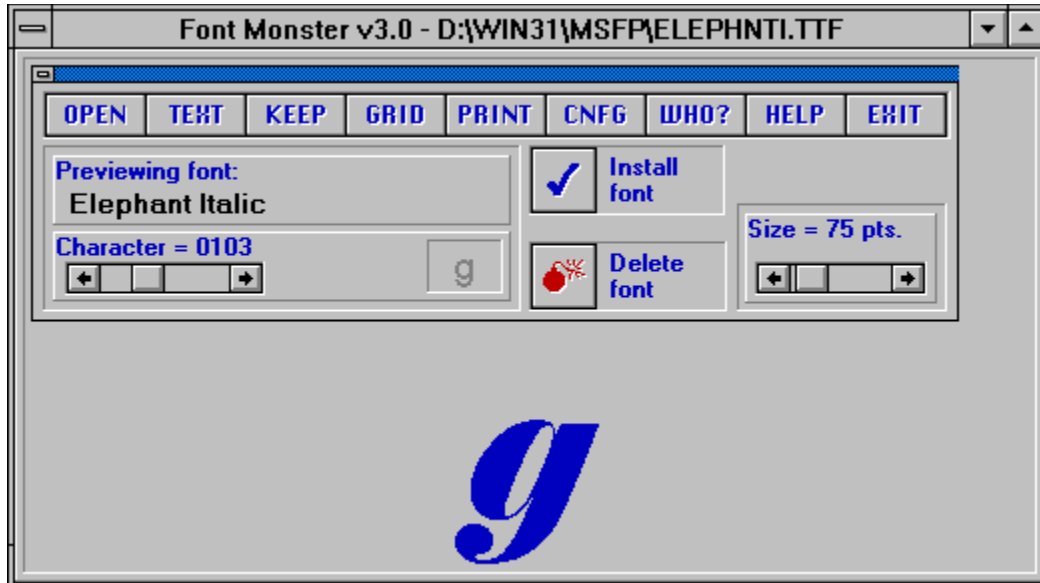 Font Monster v3.0 - D:\WIN31\MSFP\ELEPHNTI.TTF
OPEN TEXT KEEP GRID PRINT CNFG WHO? HELP EXIT
Previewing font:
Elephant Italic
Character = 0103
g
Install
font
Delete
font
Size = 75 pts.
g